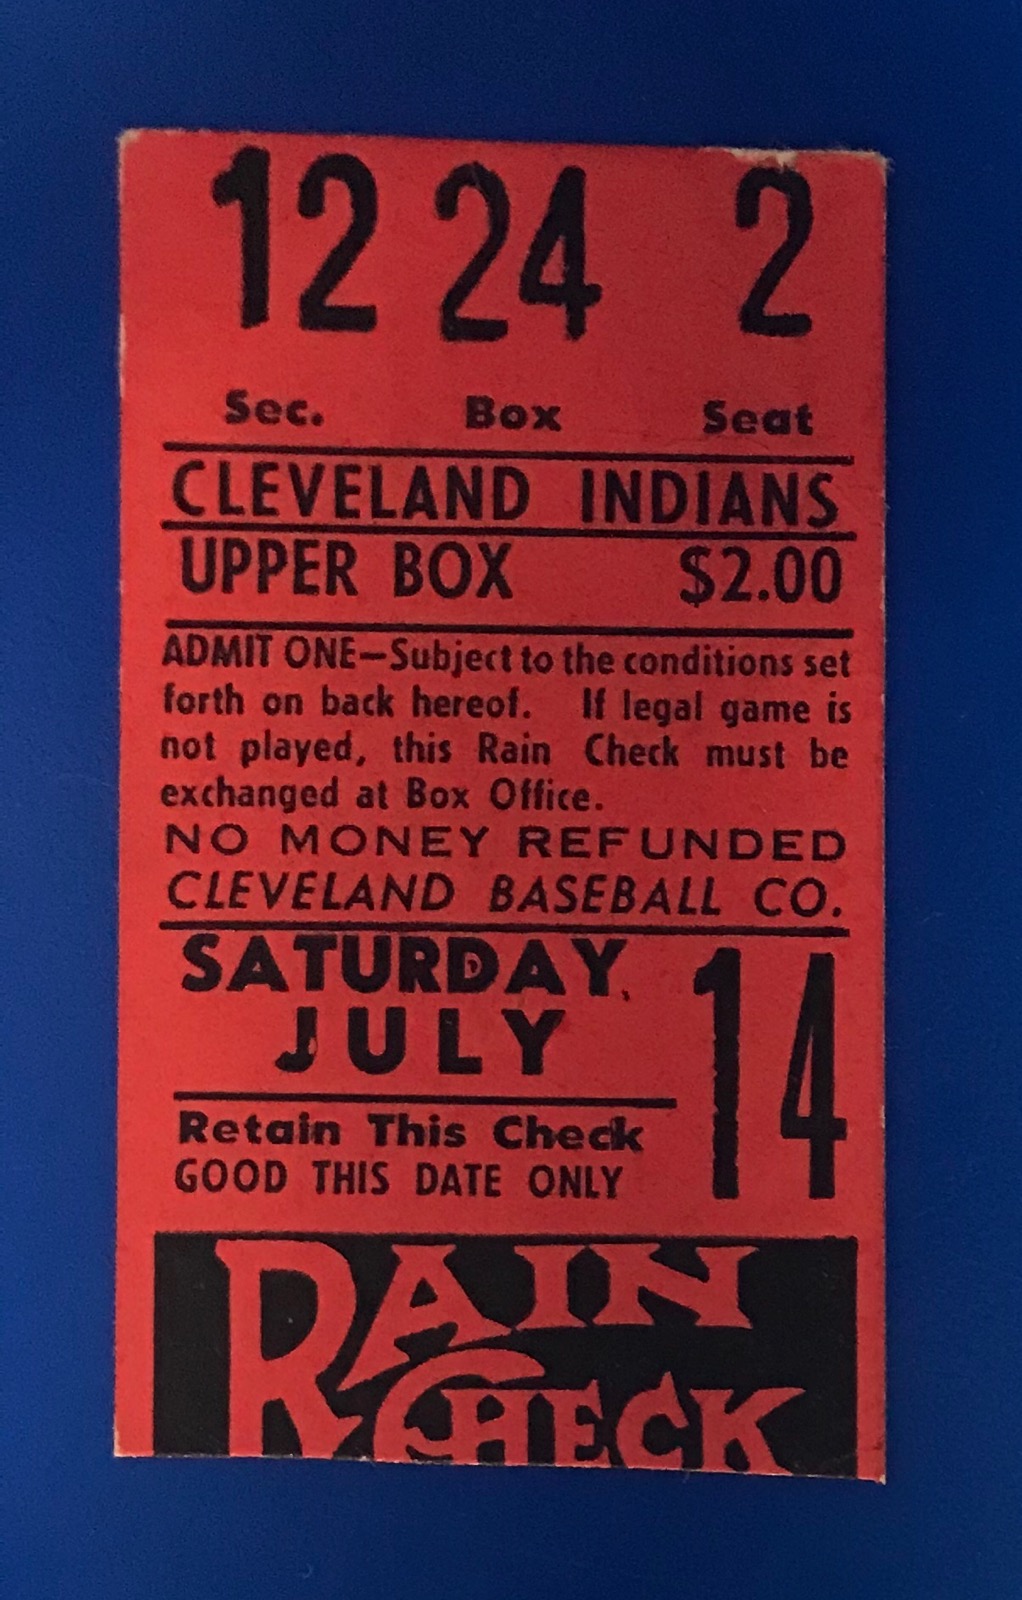 12 24 2
Sec. Box Seat
CLEVELAND INDIANS
UPPER BOX $2.00
ADMIT ONE—Subject to the conditions set
forth on back hereof. If legal game is
not played, this Rain Check must be
exchanged at Box Office.
NO MONEY REFUNDED
CLEVELAND BASEBALL CO.
SATURDAY
JULY 14
Retain This Check
GOOD THIS DATE ONLY
RAIN
CHECK